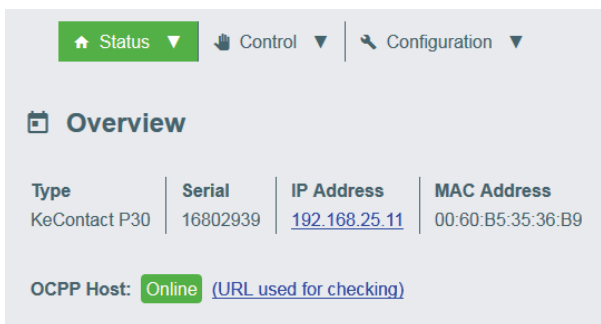 Status ▼ Control ▼ Configuration ▼
Overview
Type Serial IP Address MAC Address
KeContact P30 16802939 192.168.25.11 00:60:B5:35:36:B9
OCPP Host: Online (URL used for checking)